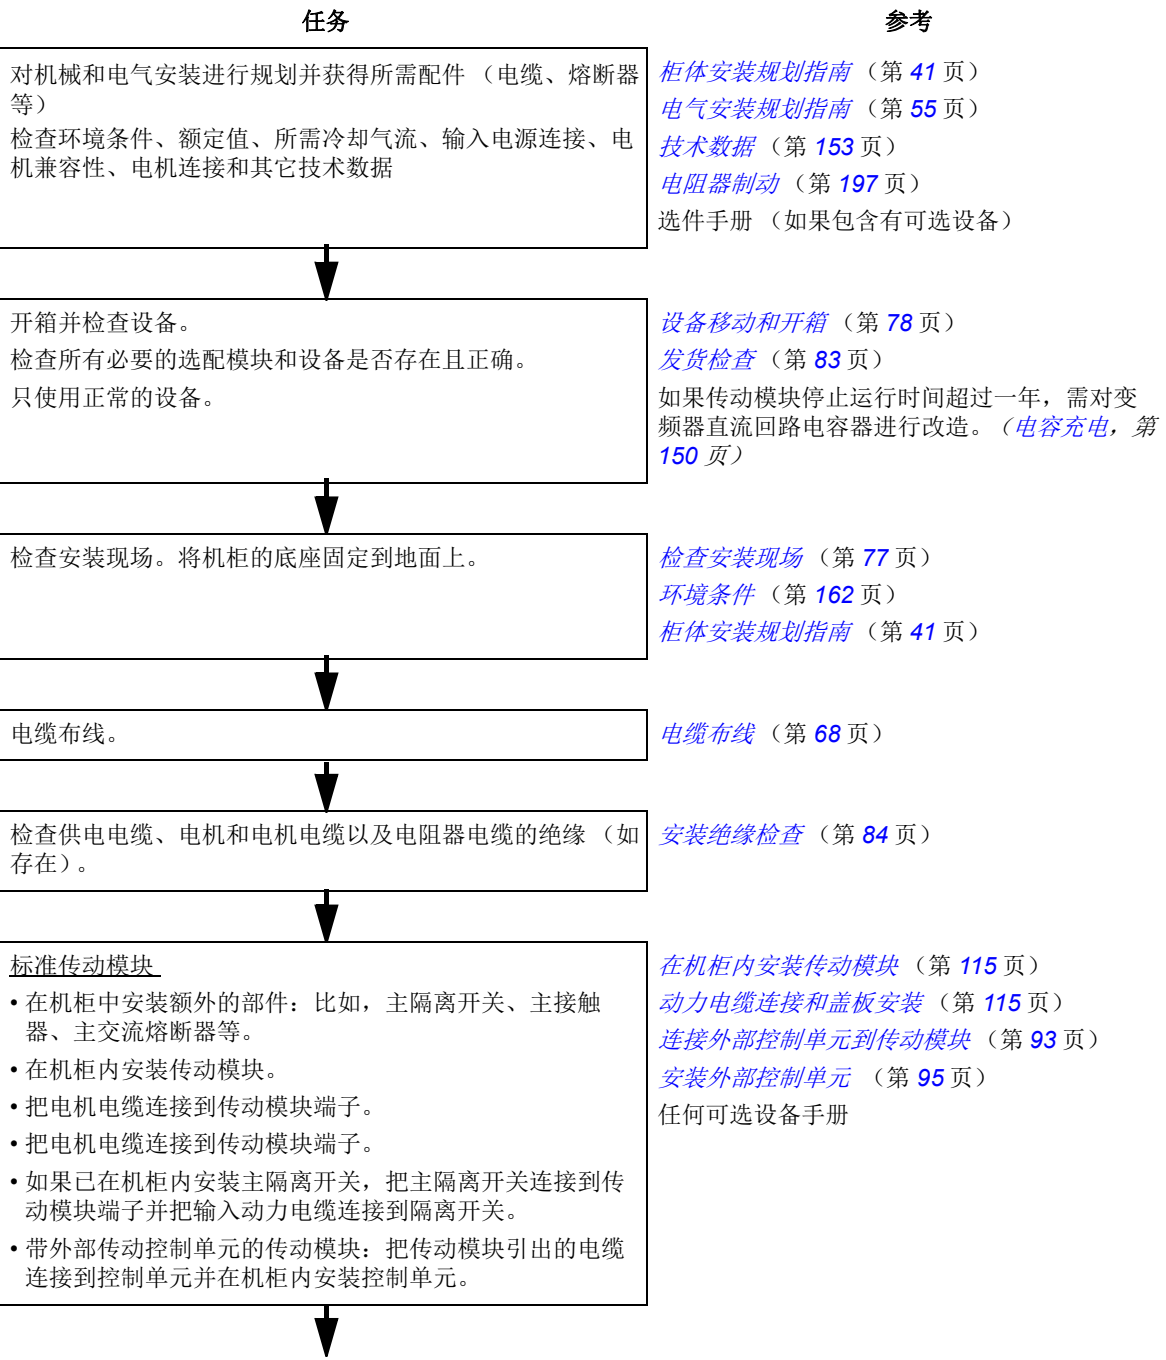 任务
参考
对机械和电气安装进行规划并获得所需配件 （电缆、熔断器
等）
检查环境条件、额定值、所需冷却气流、输入电源连接、电
机兼容性、电机连接和其它技术数据
柜体安装规划指南 （第 41 页）
电气安装规划指南 （第 55 页）
技术数据 （第 153 页）
电阻器制动 （第 197 页）
选件手册 （如果包含有可选设备）
开箱并检查设备。
检查所有必要的选配模块和设备是否存在且正确。
只使用正常的设备。
设备移动和开箱 （第 78 页）
发货检查 （第 83 页）
如果传动模块停止运行时间超过一年，需对变
频器直流回路电容器进行改造。（电容充电，第
150 页）
检查安装现场。将机柜的底座固定到地面上。
检查安装现场 （第 77 页）
环境条件 （第 162 页）
柜体安装规划指南 （第 41 页）
电缆布线。
电缆布线 （第 68 页）
检查供电电缆、电机和电机电缆以及电阻器电缆的绝缘 （如
存在）。
安装绝缘检查 （第 84 页）
标准传动模块
• 在机柜中安装额外的部件：比如，主隔离开关、主接触
器、主交流熔断器等。
• 在机柜内安装传动模块。
• 把电机电缆连接到传动模块端子。
• 把电机电缆连接到传动模块端子。
• 如果已在机柜内安装主隔离开关，把主隔离开关连接到传
动模块端子并把输入动力电缆连接到隔离开关。
• 带外部传动控制单元的传动模块：把传动模块引出的电缆
连接到控制单元并在机柜内安装控制单元。
在机柜内安装传动模块 （第 115 页）
动力电缆连接和盖板安装 （第 115 页）
连接外部控制单元到传动模块 （第 93 页）
安装外部控制单元 （第 95 页）
任何可选设备手册